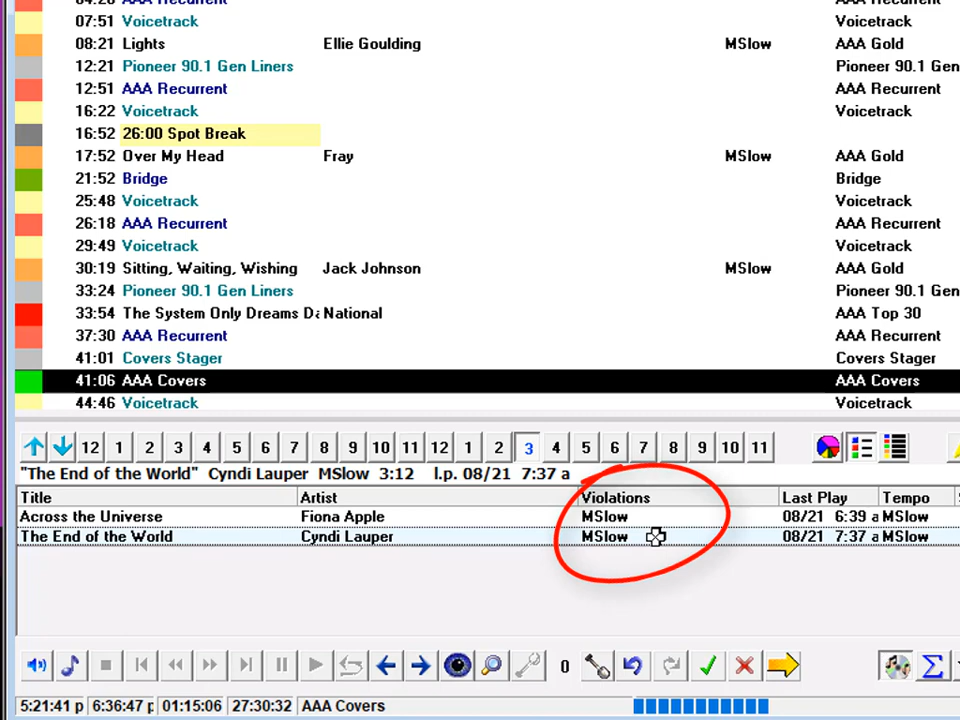 04:28 AAA Recurrent AAA Recurrent
07:51 Voicetrack Voicetrack
08:21 Lights Ellie Goulding MSlow AAA Gold
12:21 Pioneer 90.1 Gen Liners Pioneer 90.1 Gen
12:51 AAA Recurrent AAA Recurrent
16:22 Voicetrack Voicetrack
16:52 26:00 Spot Break
17:52 Over My Head Fray MSlow AAA Gold
21:52 Bridge Bridge
25:48 Voicetrack Voicetrack
26:18 AAA Recurrent AAA Recurrent
29:49 Voicetrack Voicetrack
30:19 Sitting, Waiting, Wishing Jack Johnson MSlow AAA Gold
33:24 Pioneer 90.1 Gen Liners Pioneer 90.1 Gen
33:54 The System Only Dreams Da National AAA Top 30
37:30 AAA Recurrent AAA Recurrent
41:01 Covers Stager Covers Stager
41:06 AAA Covers AAA Covers
44:46 Voicetrack Voicetrack
12 1 2 3 4 5 6 7 8 9 10 11 12 1 2 3 4 5 6 7 8 9 10 11
"The End of the World" Cyndi Lauper MSlow 3:12 l.p. 08/21 7:37 a
Title Artist Violations Last Play Tempo
Across the Universe Fiona Apple MSlow 08/21 6:39 a MSlow
The End of the World Cyndi Lauper MSlow 08/21 7:37 a MSlow
0
5:21:41 p 6:36:47 p 01:15:06 27:30:32 AAA Covers